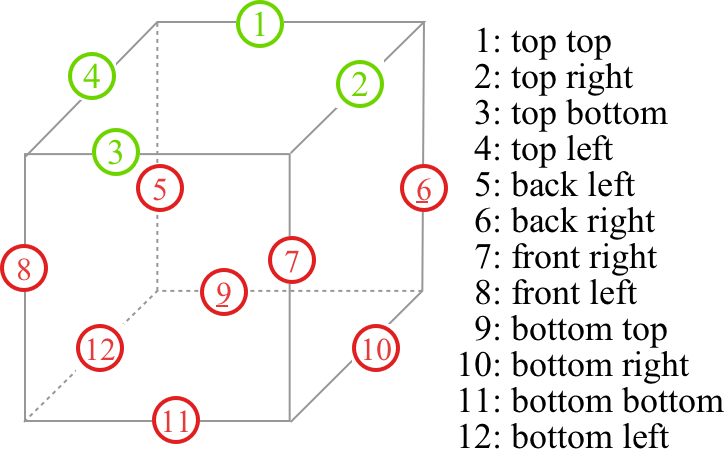 1
4
2
3
5
6
8
7
9
12
10
11
1: top top
2: top right
3: top bottom
4: top left
5: back left
6: back right
7: front right
8: front left
9: bottom top
10: bottom right
11: bottom bottom
12: bottom left